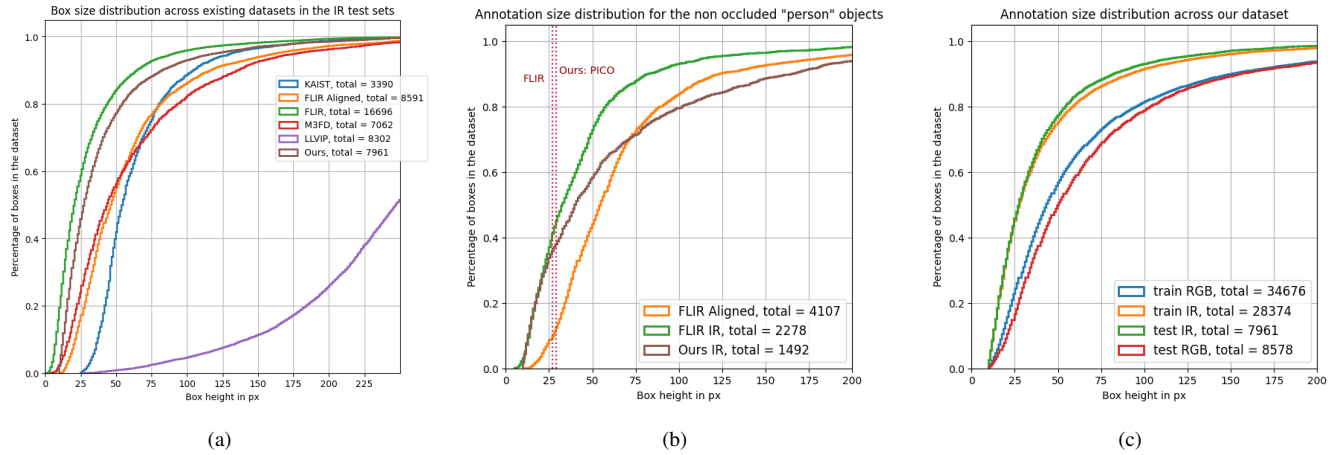 Box size distribution across existing datasets in the IR test sets
Percentage of boxes in the dataset
1.0
0.8
0.6
0.4
0.2
0.0
KAIST, total = 3390
FLIR Aligned, total = 8591
FLIR, total = 16696
M3FD, total = 7062
LLVIP, total = 8302
Ours, total = 7961
0 25 50 75 100 125 150 175 200 225
Box height in px
(a)
Annotation size distribution for the non occluded "person" objects
Percentage of boxes in the dataset
1.0
0.8
0.6
0.4
0.2
0.0
FLIR
Ours: PICO
FLIR Aligned, total = 4107
FLIR IR, total = 2278
Ours IR, total = 1492
0 25 50 75 100 125 150 175 200
Box height in px
(b)
Annotation size distribution across our dataset
Percentage of boxes in the dataset
1.0
0.8
0.6
0.4
0.2
0.0
train RGB, total = 34676
train IR, total = 28374
test IR, total = 7961
test RGB, total = 8578
0 25 50 75 100 125 150 175 200
Box height in px
(c)